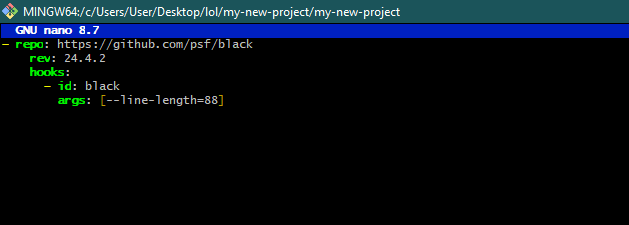 MINGW64:/c/Users/User/Desktop/lol/my-new-project/my-new-project
GNU nano 8.7
- repo: https://github.com/psf/black
rev: 24.4.2
hooks:
- id: black
args: [--line-length=88]